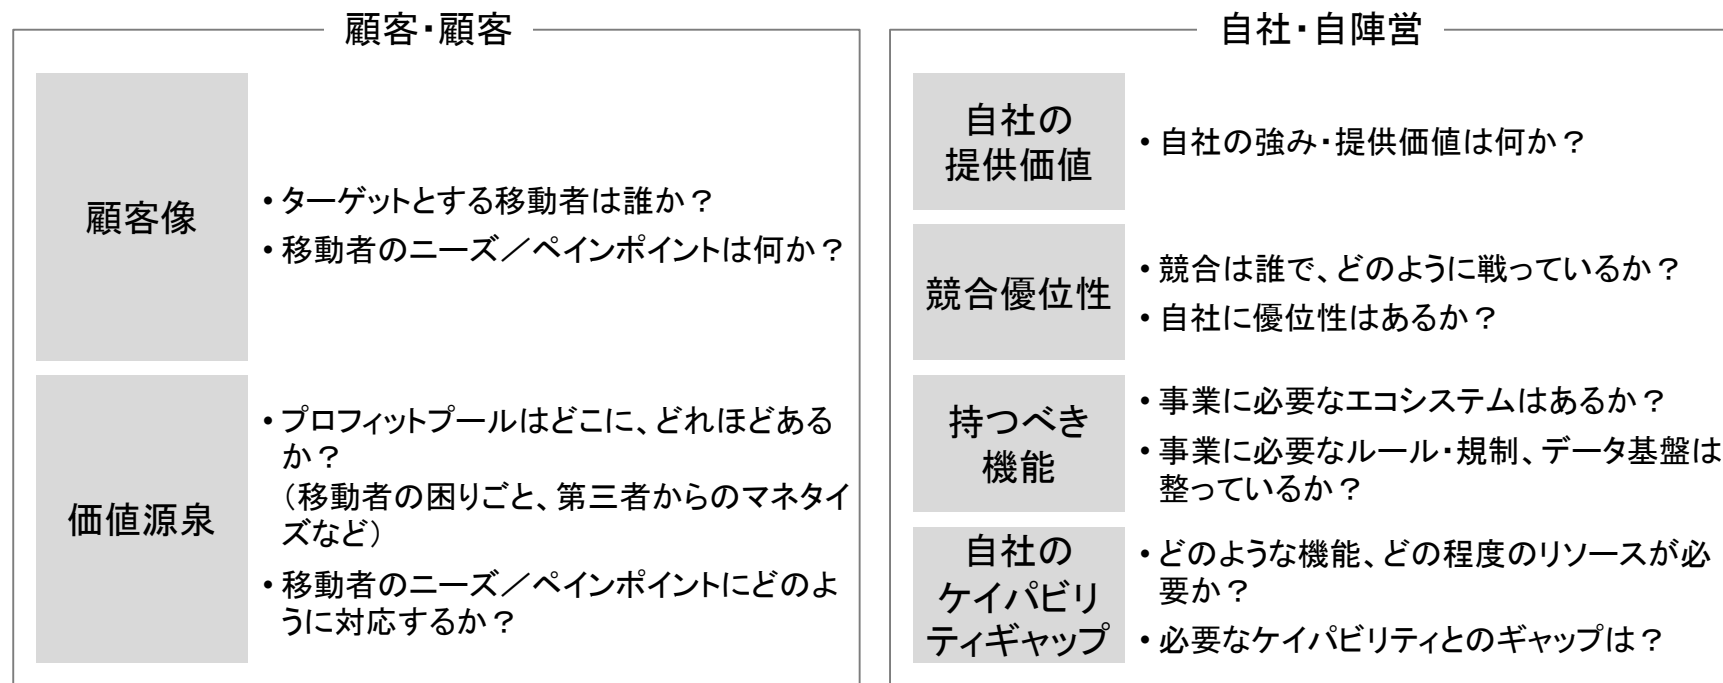 顧客・顧客
顧客像
• ターゲットとする移動者は誰か？
• 移動者のニーズ／ペインポイントは何か？
価値源泉
• プロフィットプールはどこに、どれほどある
か？
（移動者の困りごと、第三者からのマネタイ
ズなど）
• 移動者のニーズ／ペインポイントにどのよ
うに対応するか？
自社・自陣営
自社の
提供価値
• 自社の強み・提供価値は何か？
競合優位性
• 競合は誰で、どのように戦っているか？
• 自社に優位性はあるか？
持つべき
機能
• 事業に必要なエコシステムはあるか？
• 事業に必要なルール・規制、データ基盤は
整っているか？
自社の
ケイパビリ
ティギャップ
• どのような機能、どの程度のリソースが必
要か？
• 必要なケイパビリティとのギャップは？